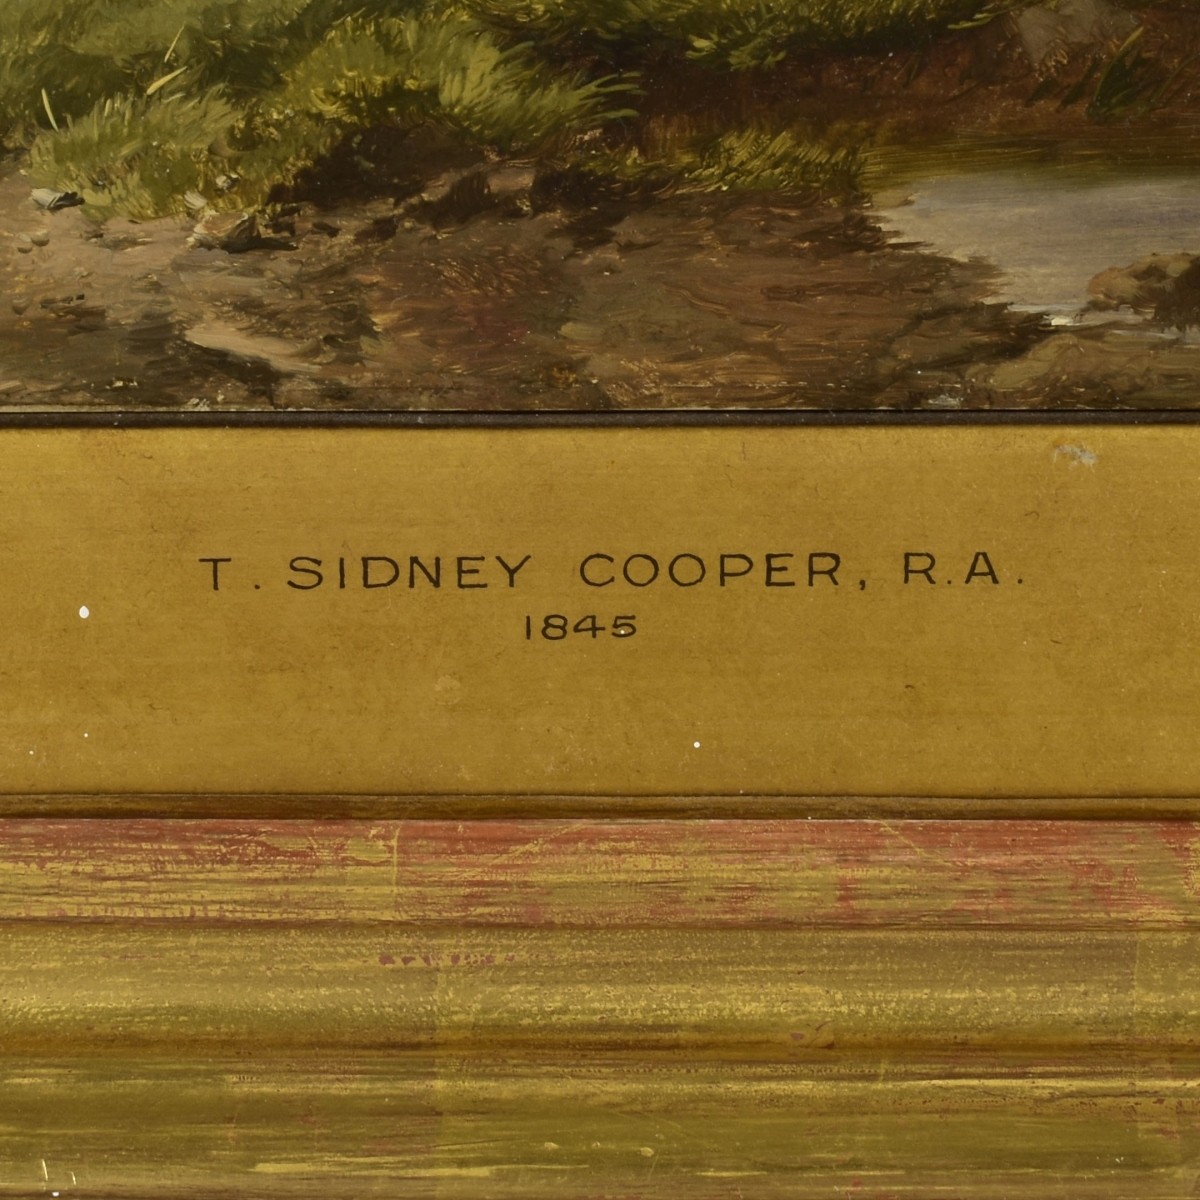 T. SIDNEY COOPER, R.A.
1845